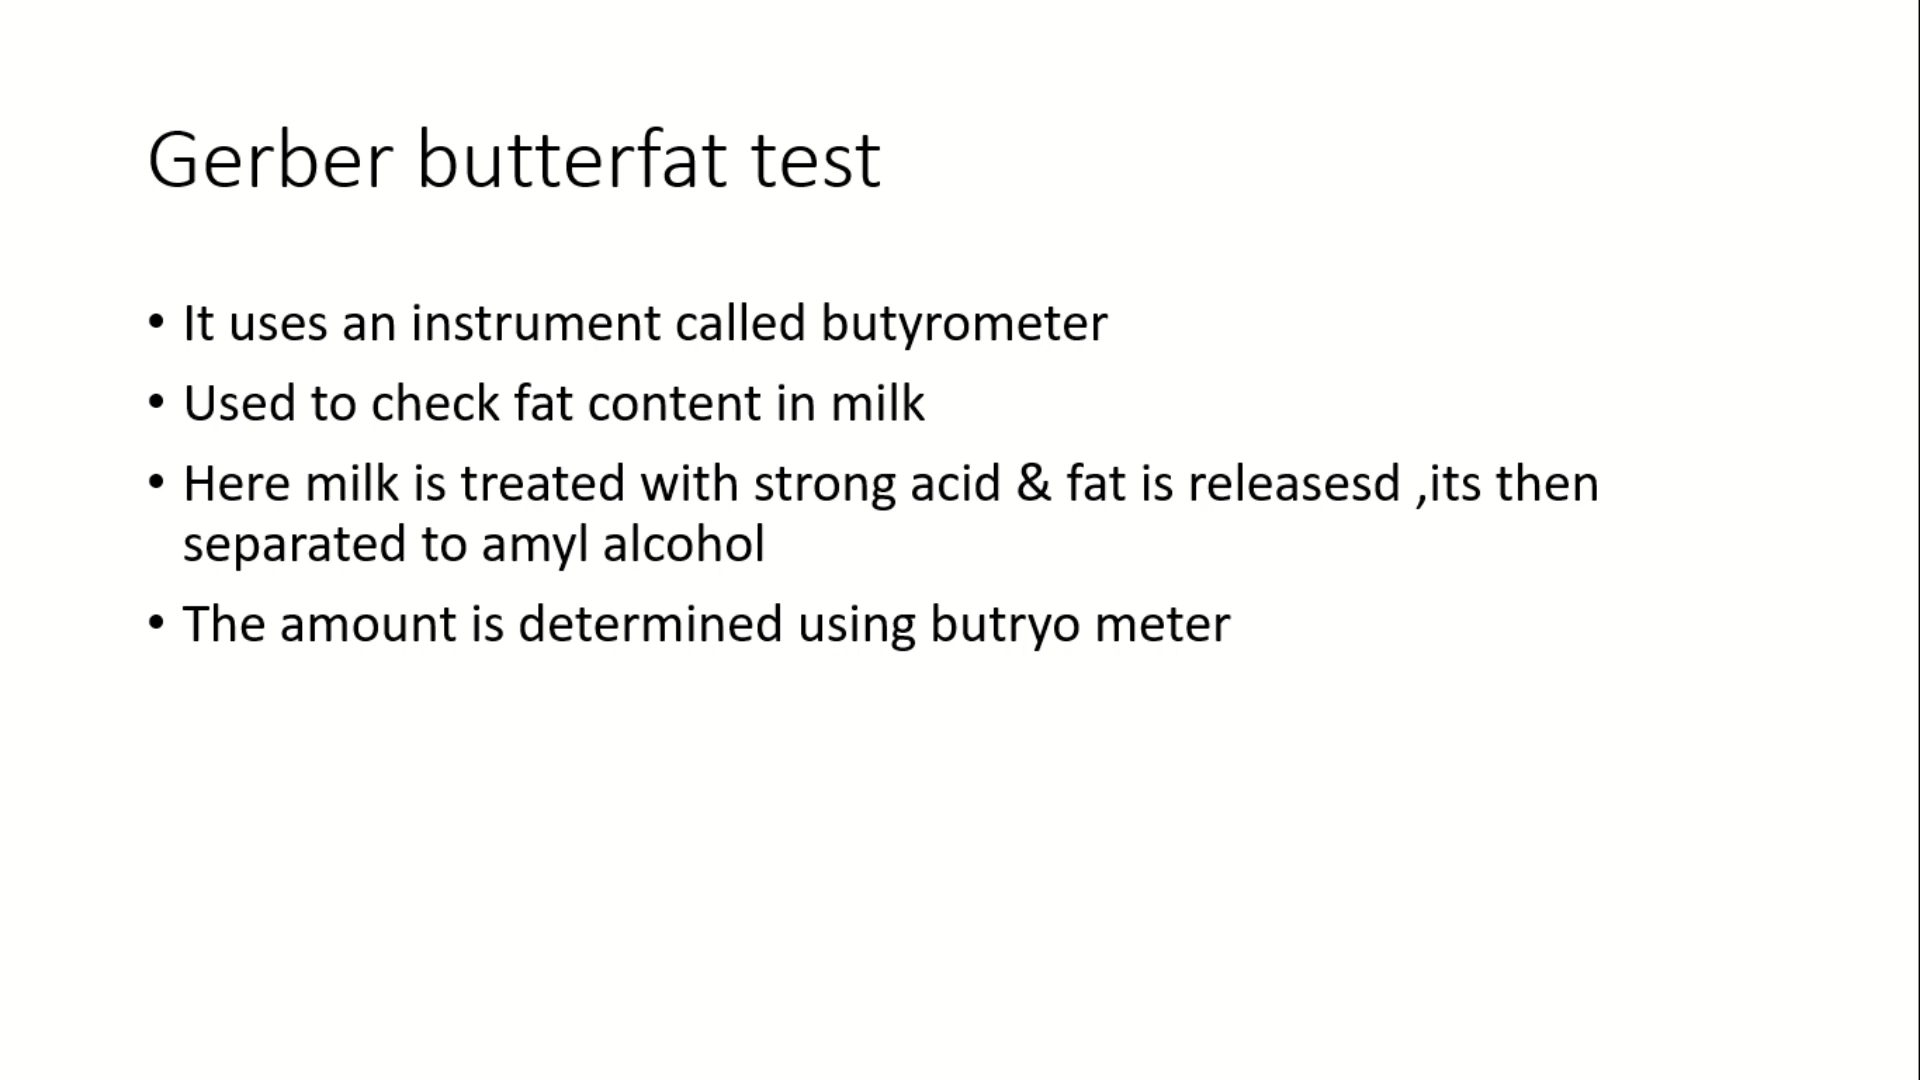 Gerber butterfat test
• It uses an instrument called butyrometer
• Used to check fat content in milk
• Here milk is treated with strong acid & fat is releasesd ,its then
separated to amyl alcohol
• The amount is determined using butryo meter